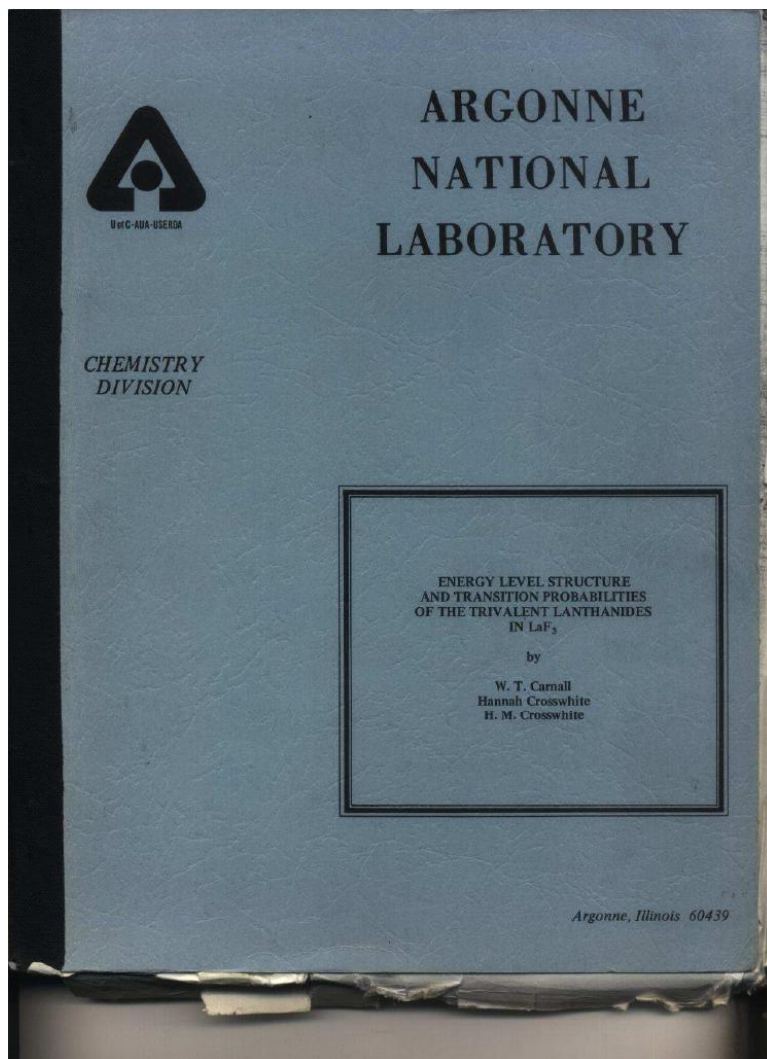 ARGONNE
NATIONAL
LABORATORY
U of C-AUA-USERDA
CHEMISTRY
DIVISION
ENERGY LEVEL STRUCTURE
AND TRANSITION PROBABILITIES
OF THE TRIVALENT LANTHANIDES
IN LaF₃
by
W. T. Carnall
Hannah Crosswhite
H. M. Crosswhite
Argonne, Illinois 60439